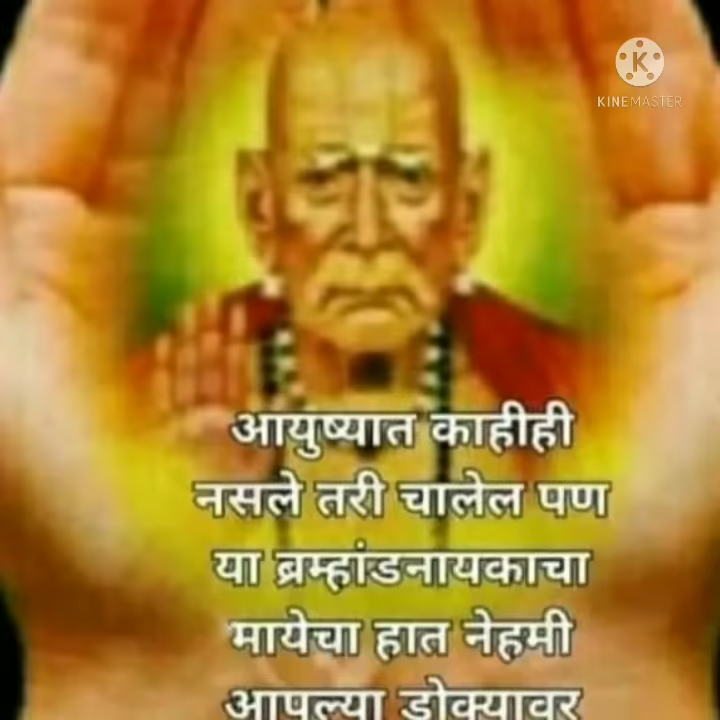 KINEMASTER
आयुष्यात काहीही
नसले तरी चालेल पण
या ब्रम्हांडनायकाचा
मायेचा हात नेहमी
आपल्या डोक्यावर